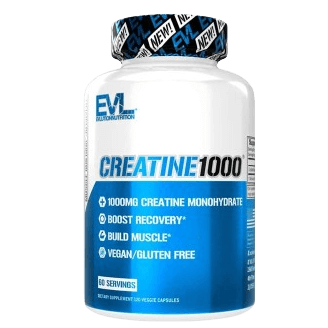 NEW!
NEW!
EVL
EVLUTIONNUTRITION
CREATINE1000
1000MG CREATINE MONOHYDRATE
BOOST RECOVERY*
BUILD MUSCLE*
VEGAN/GLUTEN FREE
60 SERVINGS
DIETARY SUPPLEMENT 120 VEGGIE CAPSULES